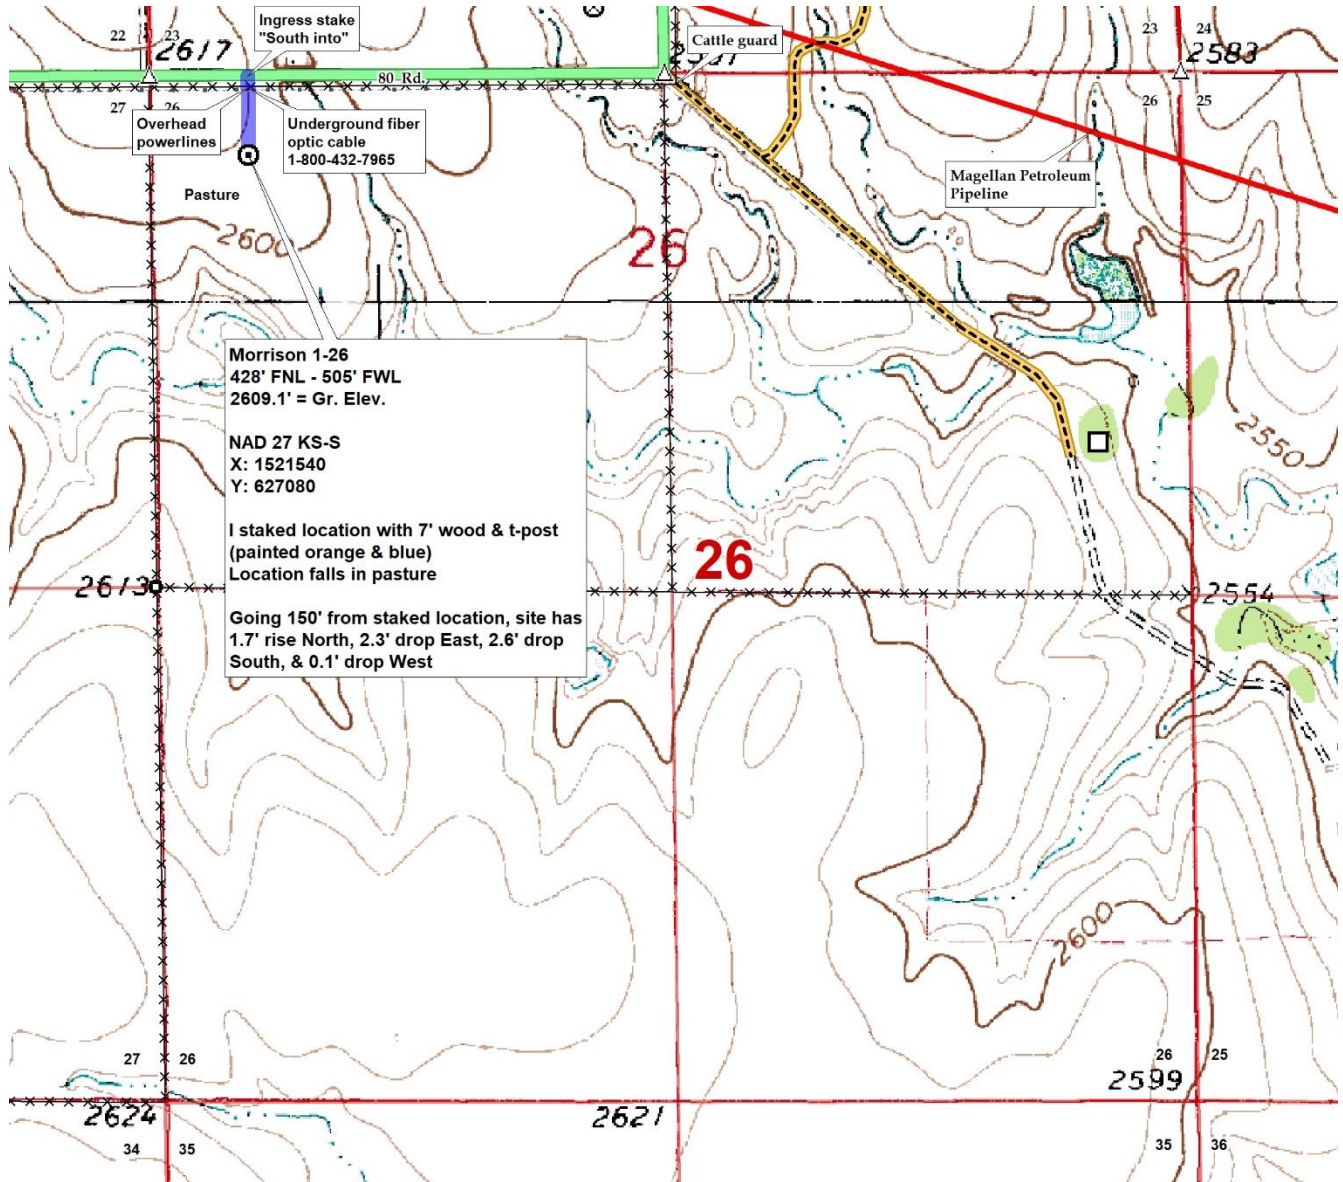 22
23
2617
Ingress stake
"South into"
Cattle guard
23
24
2583
80 Rd.
27
26
26
25
Overhead
powerlines
Underground fiber
optic cable
1-800-432-7965
Magellan Petroleum
Pipeline
Pasture
2600
26
Morrison 1-26
428' FNL - 505' FWL
2609.1' = Gr. Elev.
NAD 27 KS-S
X: 1521540
Y: 627080
I staked location with 7' wood & t-post
(painted orange & blue)
Location falls in pasture
Going 150' from staked location, site has
1.7' rise North, 2.3' drop East, 2.6' drop
South, & 0.1' drop West
2550
26
2613
2554
2600
27
26
26
25
2599
2624
2621
34
35
35
36